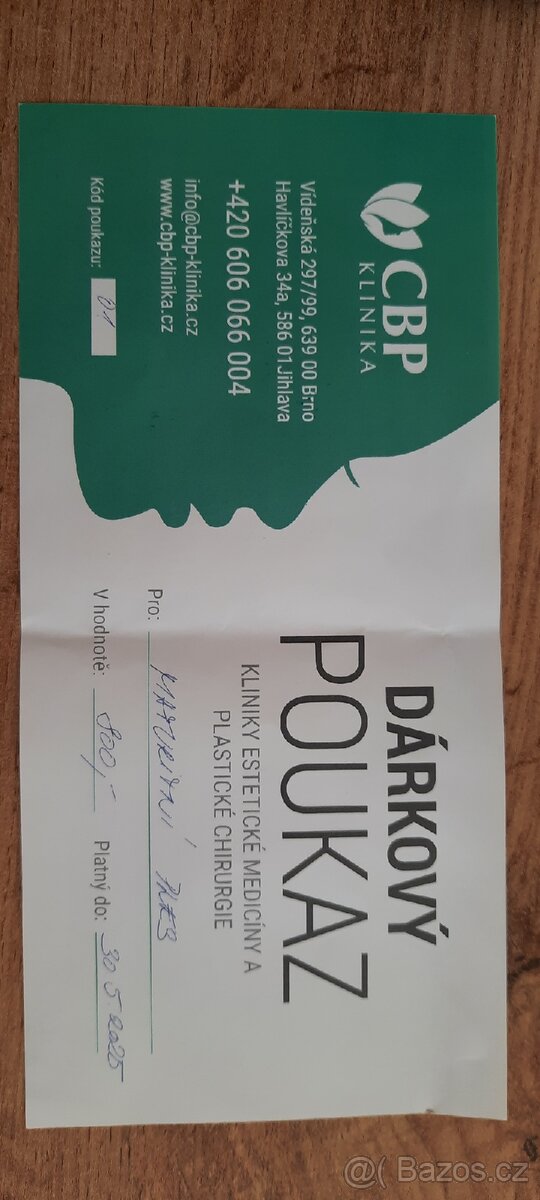 CBP
KLINIKA
Vídeňská 297/99, 639 00 Brno
Havlíčkova 34a, 586 01 Jihlava
+420 606 066 004
info@cbp-klinika.cz
www.cbp-klinika.cz
Kód poukazu:
DÁRKOVÝ
POUKAZ
KLINIKY ESTETICKÉ MEDICÍNY A
PLASTICKÉ CHIRURGIE
Pro: MATURITNÍ PLES
V hodnotě: 800,- Platný do: 30.5.2025
@( Bazos.cz